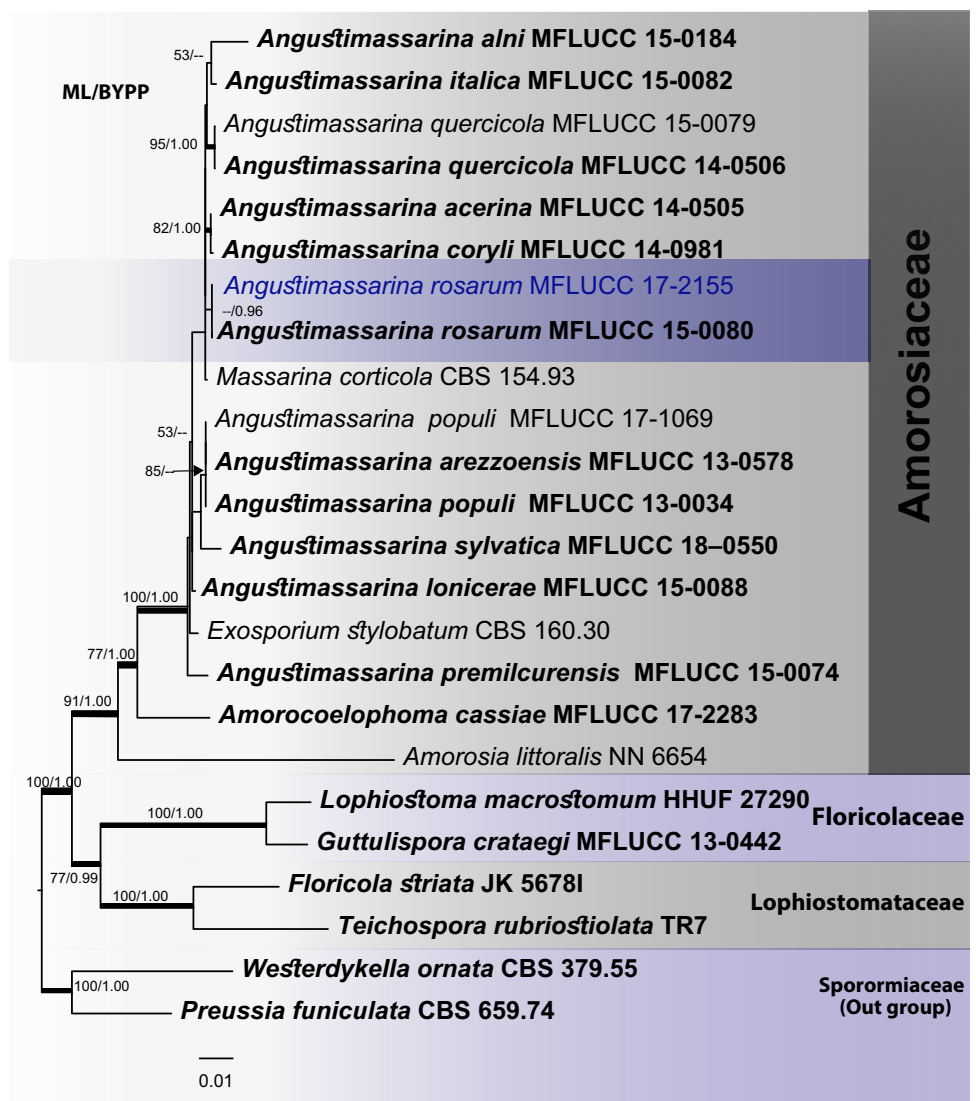 Angustimassarina alni MFLUCC 15-0184
53/--
ML/BYPP
Angustimassarina italica MFLUCC 15-0082
Angustimassarina quercicola MFLUCC 15-0079
95/1.00
Angustimassarina quercicola MFLUCC 14-0506
Angustimassarina acerina MFLUCC 14-0505
82/1.00
Angustimassarina coryli MFLUCC 14-0981
Angustimassarina rosarum MFLUCC 17-2155
--/0.96
Angustimassarina rosarum MFLUCC 15-0080
Massarina corticola CBS 154.93
Angustimassarina populi MFLUCC 17-1069
53/--
Angustimassarina arezzoensis MFLUCC 13-0578
85/--
Angustimassarina populi MFLUCC 13-0034
Angustimassarina sylvatica MFLUCC 18–0550
Angustimassarina lonicerae MFLUCC 15-0088
100/1.00
Exosporium stylobatum CBS 160.30
77/1.00
Angustimassarina premilcurensis MFLUCC 15-0074
91/1.00
Amorocoelophoma cassiae MFLUCC 17-2283
Amorosia littoralis NN 6654
Amorosiaceae
100/1.00
Lophiostoma macrostomum HHUF 27290
100/1.00
Floricolaceae
Guttulispora crataegi MFLUCC 13-0442
77/0.99
Floricola striata JK 5678I
100/1.00
Lophiostomataceae
Teichospora rubriostiolata TR7
Westerdykella ornata CBS 379.55
100/1.00
Sporormiaceae
(Out group)
Preussia funiculata CBS 659.74
0.01